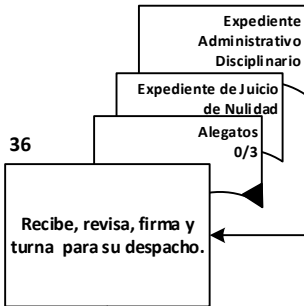 Expediente
Administrativo
Disciplinario
Expediente de Juicio
de Nulidad
Alegatos
0/3
36
Recibe, revisa, firma y
turna para su despacho.